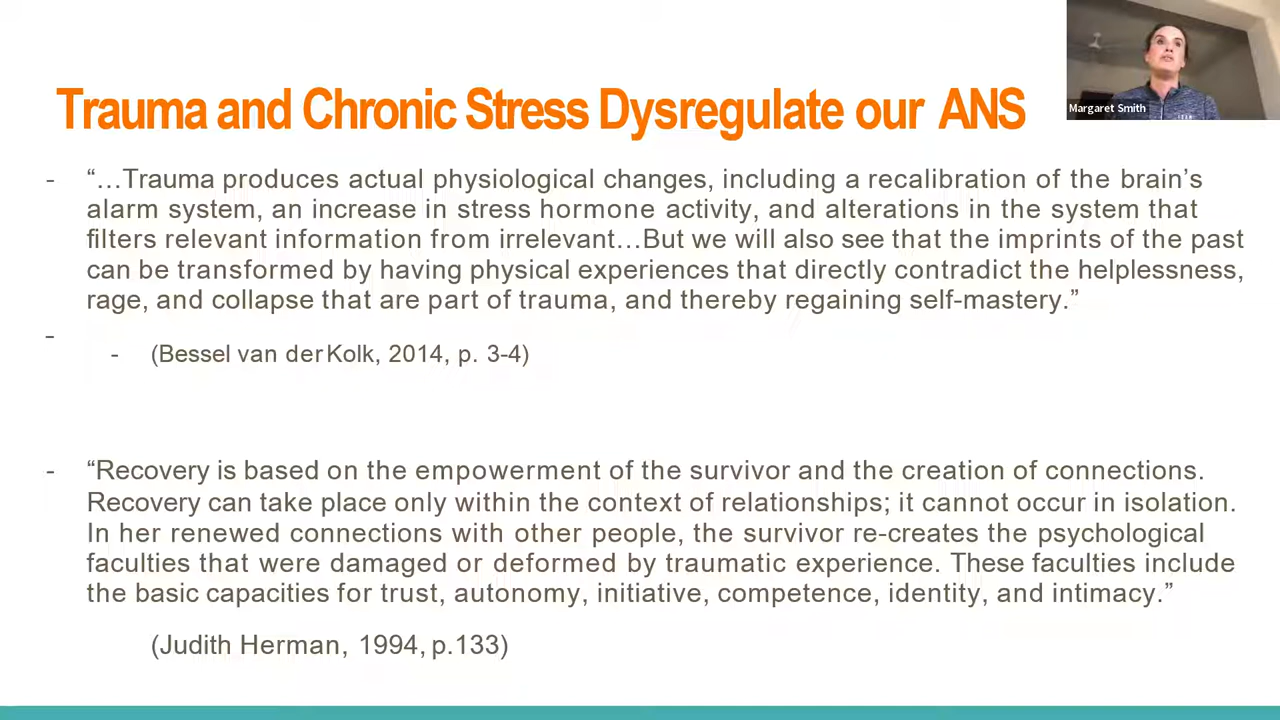 Trauma and Chronic Stress Dysregulate our ANS
Margaret Smith
- “...Trauma produces actual physiological changes, including a recalibration of the brain’s
alarm system, an increase in stress hormone activity, and alterations in the system that
filters relevant information from irrelevant...But we will also see that the imprints of the past
can be transformed by having physical experiences that directly contradict the helplessness,
rage, and collapse that are part of trauma, and thereby regaining self-mastery.”
-
- (Bessel van der Kolk, 2014, p. 3-4)
- “Recovery is based on the empowerment of the survivor and the creation of connections.
Recovery can take place only within the context of relationships; it cannot occur in isolation.
In her renewed connections with other people, the survivor re-creates the psychological
faculties that were damaged or deformed by traumatic experience. These faculties include
the basic capacities for trust, autonomy, initiative, competence, identity, and intimacy.”
(Judith Herman, 1994, p.133)